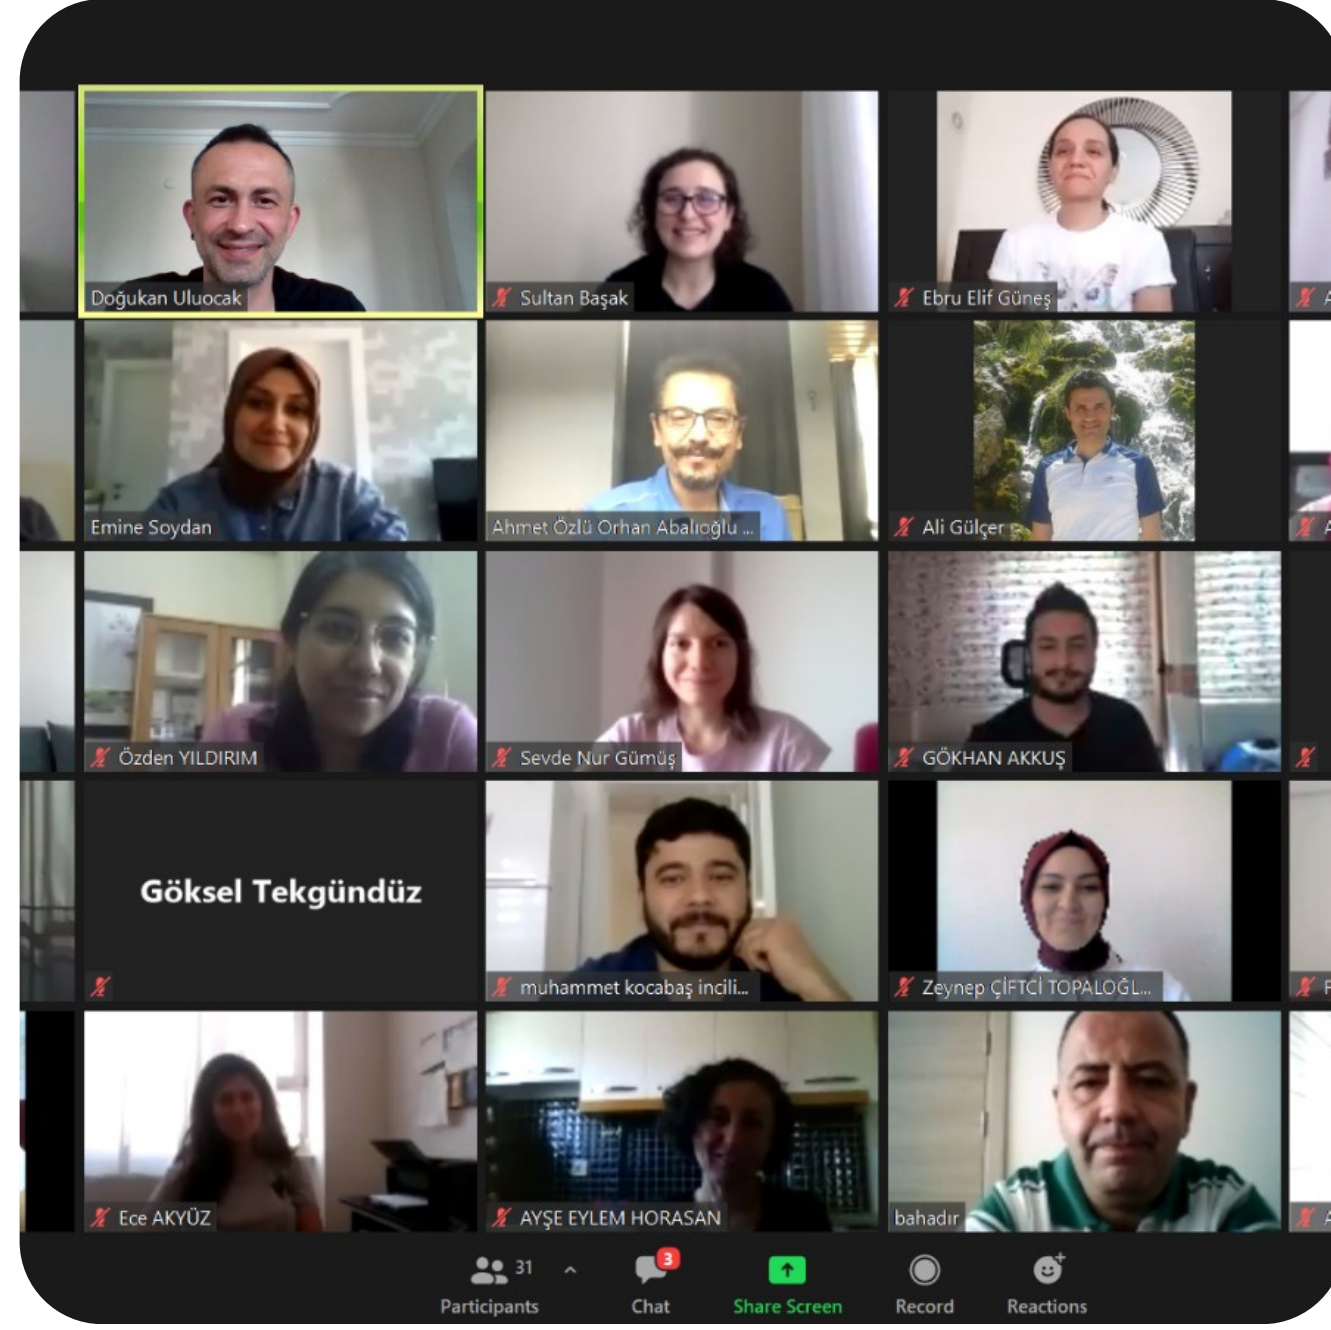 Doğukan Uluocak
Sultan Başak
Ebru Elif Güneş
A
Emine Soydan
Ahmet Özlü Orhan Abalıoğlu ...
Ali Gülçer
A
Özden YILDIRIM
Sevde Nur Gümüş
GÖKHAN AKKUŞ
Göksel Tekgündüz
muhammet kocabaş incili...
Zeynep ÇİFTCİ TOPALOĞL...
F
Ece AKYÜZ
AYŞE EYLEM HORASAN
bahadır
A
31
3
Participants
Chat
Share Screen
Record
Reactions